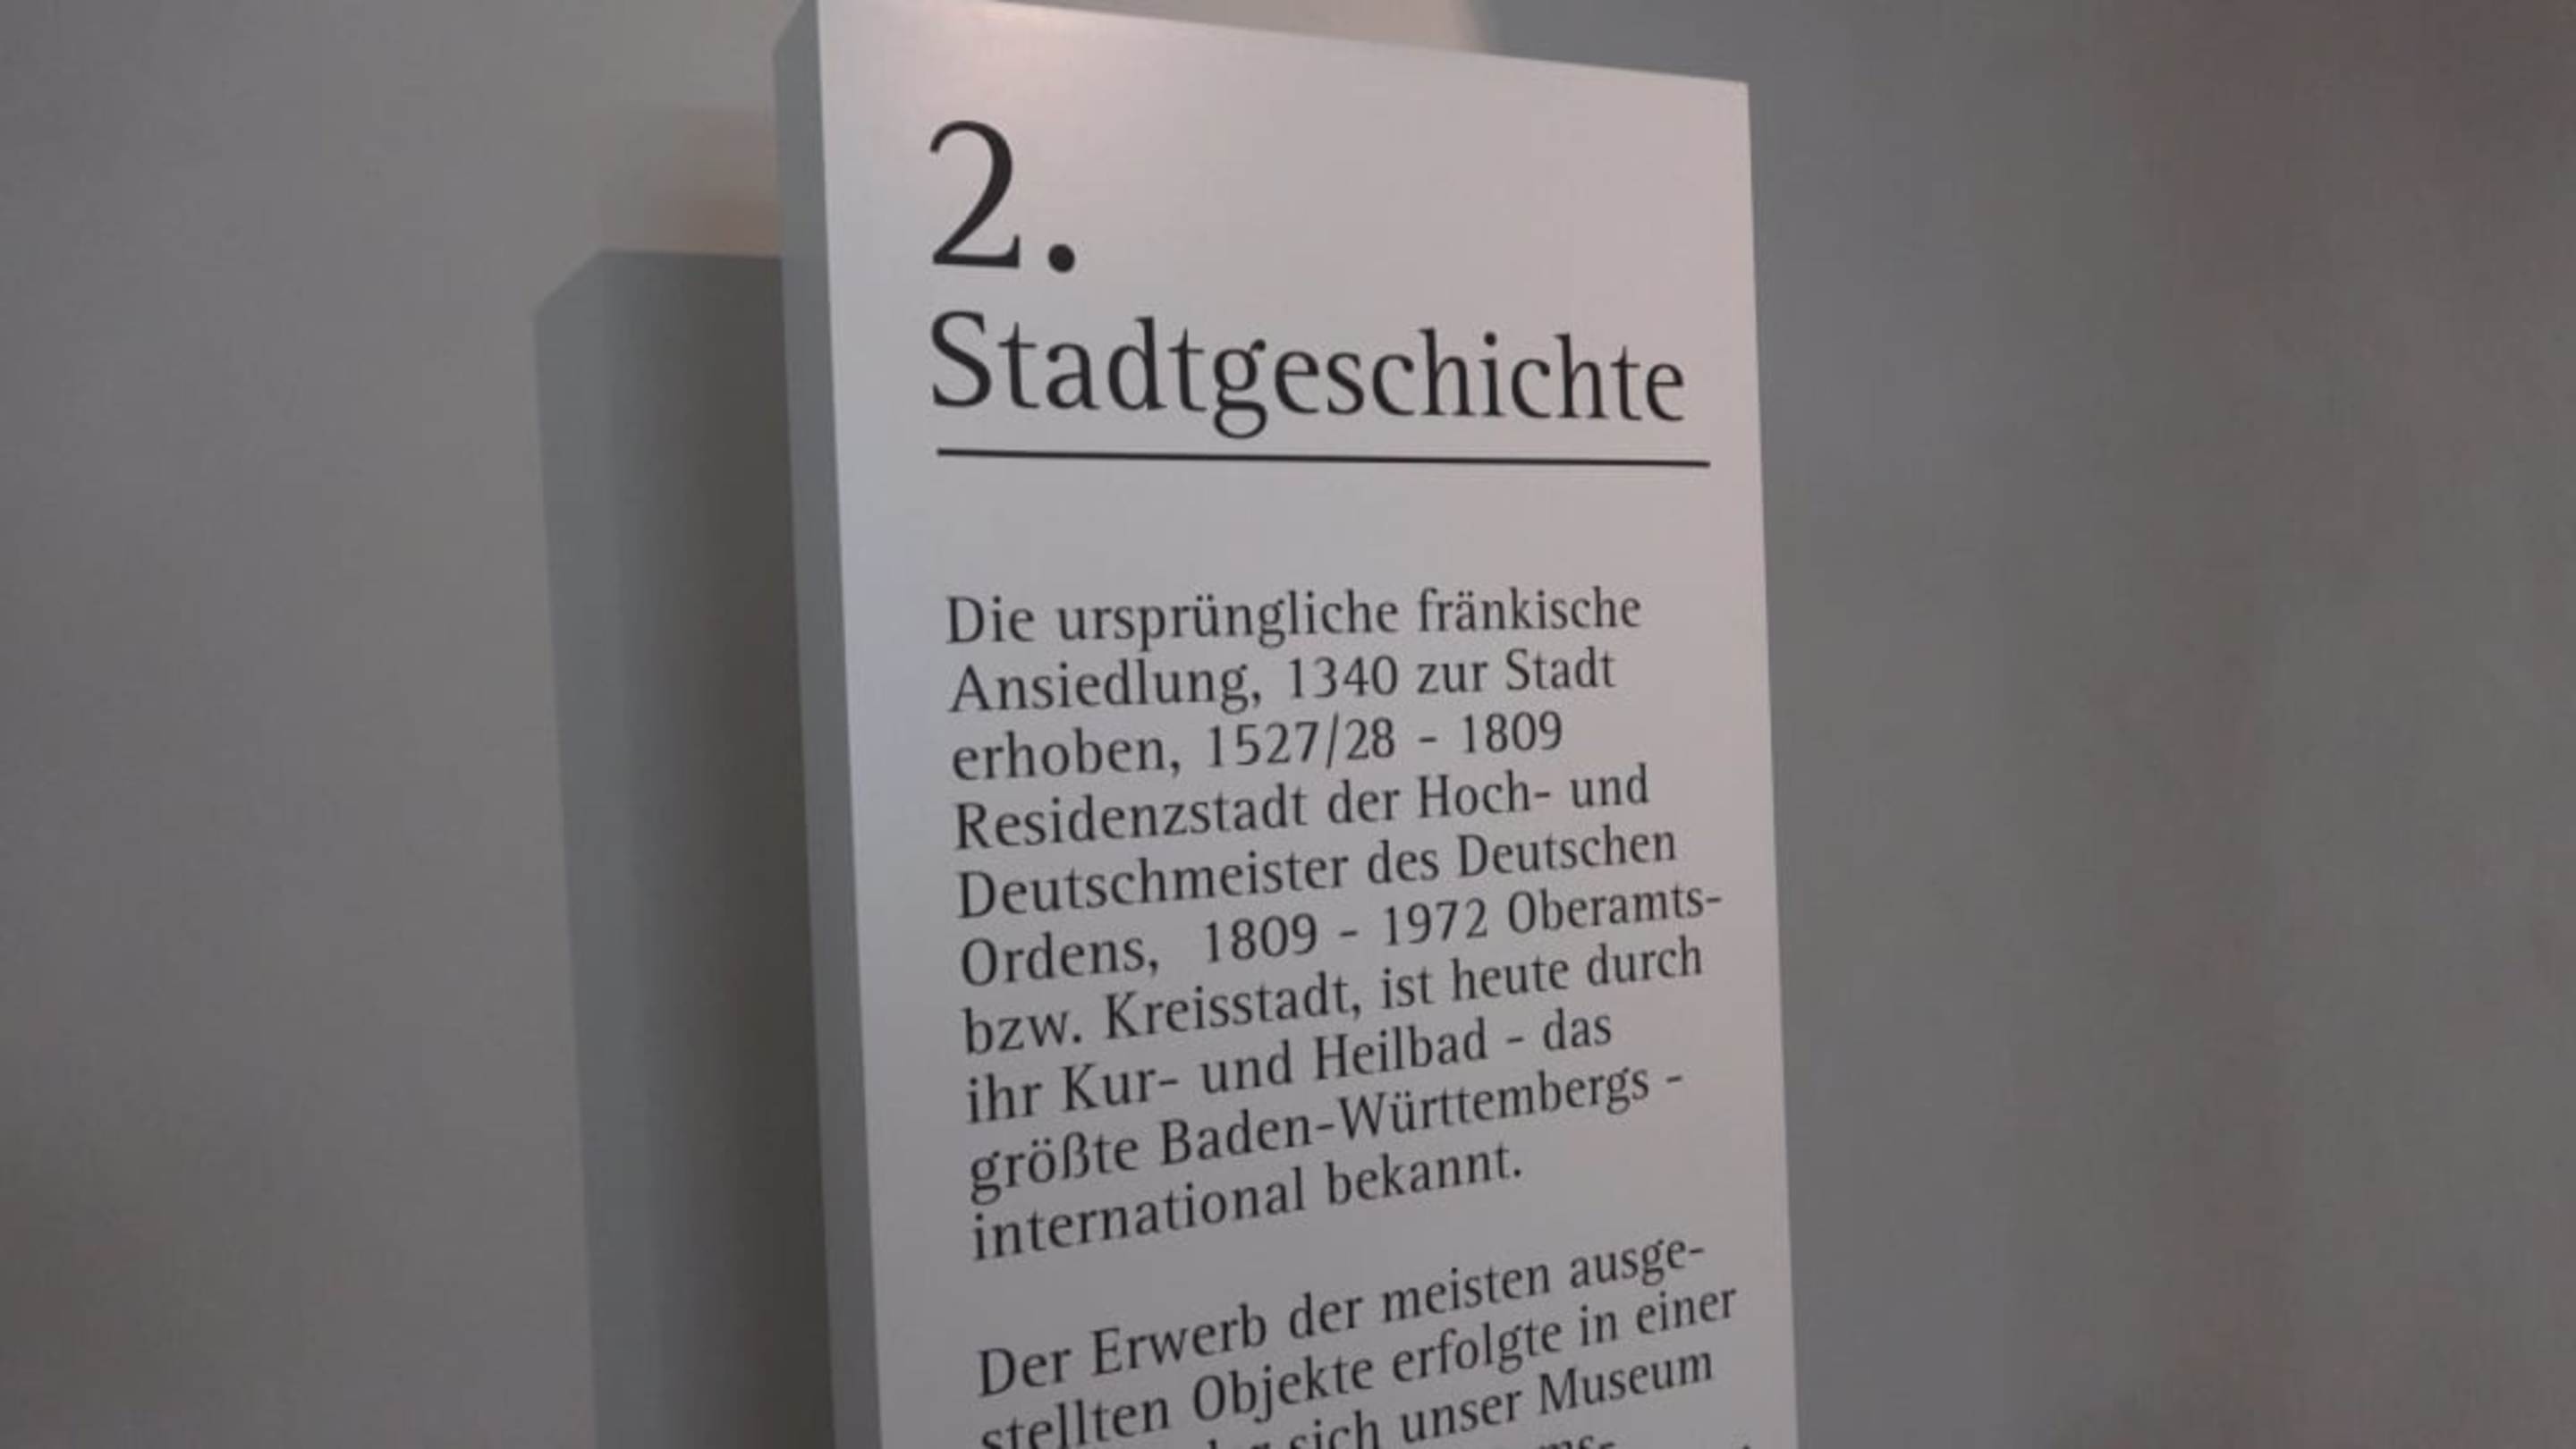 2.
Stadtgeschichte
Die ursprüngliche fränkische
Ansiedlung, 1340 zur Stadt
erhoben, 1527/28 - 1809
Residenzstadt der Hoch- und
Deutschmeister des Deutschen
Ordens, 1809 - 1972 Oberamts-
bzw. Kreisstadt, ist heute durch
ihr Kur- und Heilbad - das
größte Baden-Württembergs -
international bekannt.
Der Erwerb der meisten ausge-
stellten Objekte erfolgte in einer
sich unser Museum